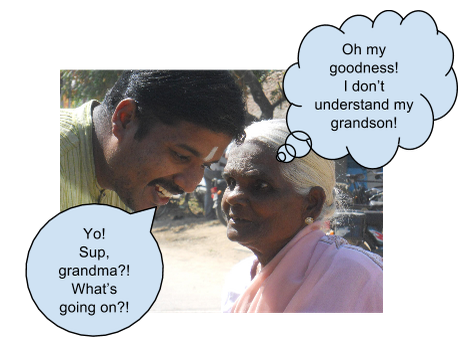 Oh my
goodness!
I don't
understand my
grandson!
Yo!
Sup,
grandma?!
What's
going on?!